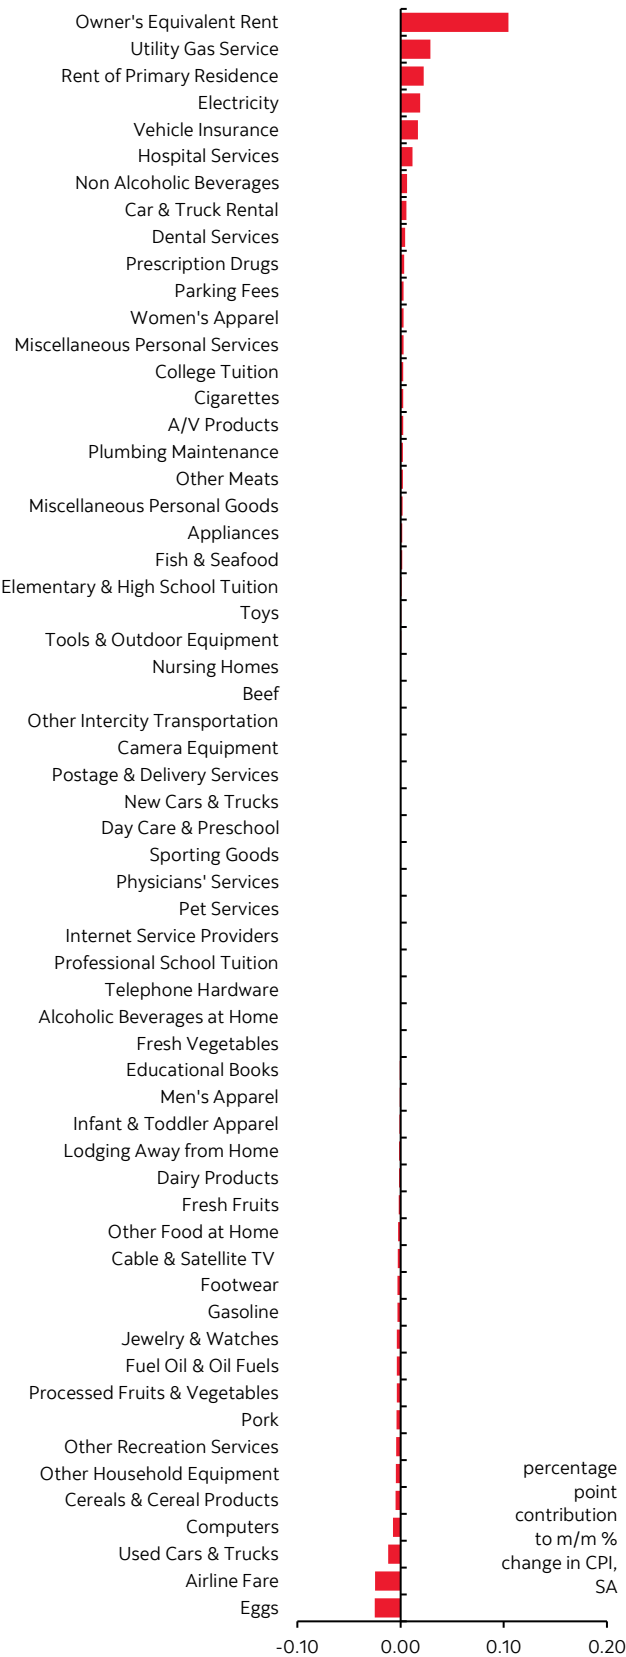 Owner's Equivalent Rent
Utility Gas Service
Rent of Primary Residence
Electricity
Vehicle Insurance
Hospital Services
Non Alcoholic Beverages
Car & Truck Rental
Dental Services
Prescription Drugs
Parking Fees
Women's Apparel
Miscellaneous Personal Services
College Tuition
Cigarettes
A/V Products
Plumbing Maintenance
Other Meats
Miscellaneous Personal Goods
Appliances
Fish & Seafood
Elementary & High School Tuition
Toys
Tools & Outdoor Equipment
Nursing Homes
Beef
Other Intercity Transportation
Camera Equipment
Postage & Delivery Services
New Cars & Trucks
Day Care & Preschool
Sporting Goods
Physicians' Services
Pet Services
Internet Service Providers
Professional School Tuition
Telephone Hardware
Alcoholic Beverages at Home
Fresh Vegetables
Educational Books
Men's Apparel
Infant & Toddler Apparel
Lodging Away from Home
Dairy Products
Fresh Fruits
Other Food at Home
Cable & Satellite TV
Footwear
Gasoline
Jewelry & Watches
Fuel Oil & Oil Fuels
Processed Fruits & Vegetables
Pork
Other Recreation Services
Other Household Equipment
Cereals & Cereal Products
Computers
Used Cars & Trucks
Airline Fare
Eggs
percentage
point
contribution
to m/m %
change in CPI,
SA
-0.10 0.00 0.10 0.20